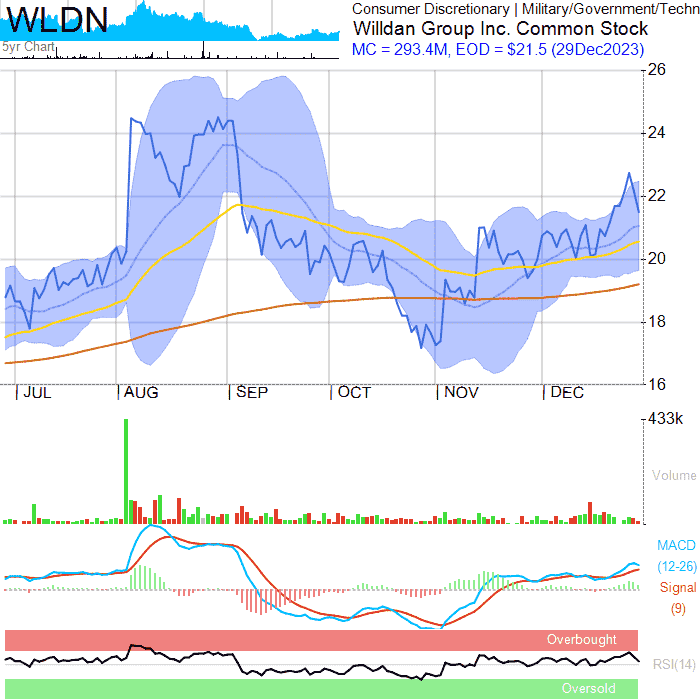 WLDN
5yr Chart
Consumer Discretionary | Military/Government/Techn
Willdan Group Inc. Common Stock
MC = 293.4M, EOD = $21.5 (29Dec2023)
26
24
22
20
18
16
JUL AUG SEP OCT NOV DEC
433k
Volume
MACD
(12-26)
Signal
(9)
Overbought
RSI(14)
Oversold